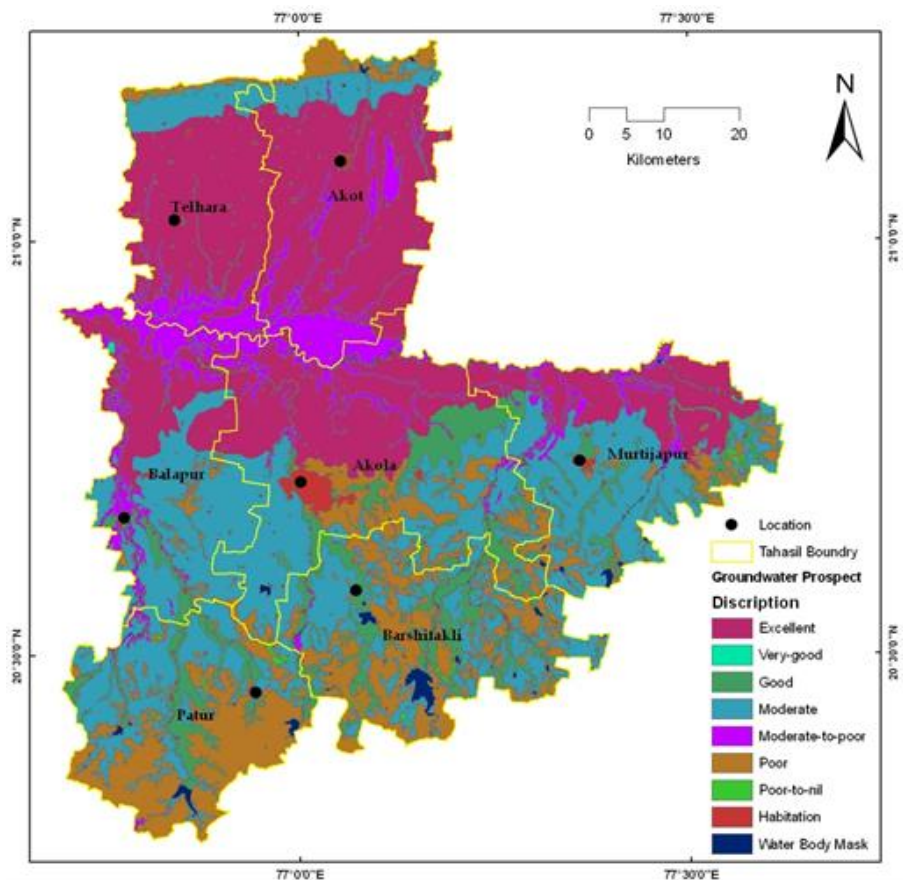 77°0'0"E 77°30'0"E
N
0 5 10 20
Kilometers
Telhara
Akot
21°0'0"N 21°0'0"N
Balapur
Akola
Murtijapur
Barshitakli
Patur
20°30'0"N 20°30'0"N
Location
Tahasil Boundry
Groundwater Prospect
Discription
Excellent
Very-good
Good
Moderate
Moderate-to-poor
Poor
Poor-to-nil
Habitation
Water Body Mask
77°0'0"E 77°30'0"E